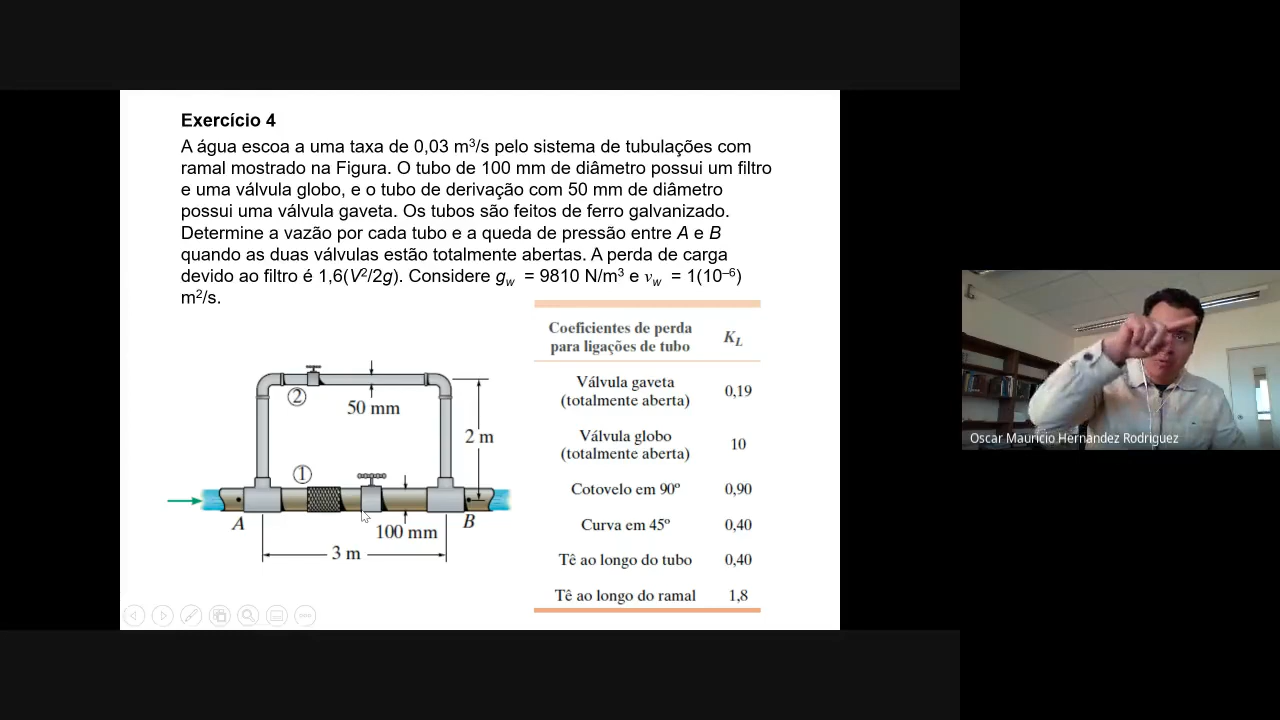 Exercício 4
A água escoa a uma taxa de 0,03 m³/s pelo sistema de tubulações com
ramal mostrado na Figura. O tubo de 100 mm de diâmetro possui um filtro
e uma válvula globo, e o tubo de derivação com 50 mm de diâmetro
possui uma válvula gaveta. Os tubos são feitos de ferro galvanizado.
Determine a vazão por cada tubo e a queda de pressão entre A e B
quando as duas válvulas estão totalmente abertas. A perda de carga
devido ao filtro é 1,6(V²/2g). Considere g_w = 9810 N/m³ e ν_w = 1(10⁻⁶)
m²/s.
Coeficientes de perda
para ligações de tubo K_L
Válvula gaveta
(totalmente aberta) 0,19
Válvula globo
(totalmente aberta) 10
Cotovelo em 90º 0,90
Curva em 45º 0,40
Tê ao longo do tubo 0,40
Tê ao longo do ramal 1,8
②
50 mm
2 m
①
A
B
100 mm
3 m
Oscar Mauricio Hernandez Rodriguez